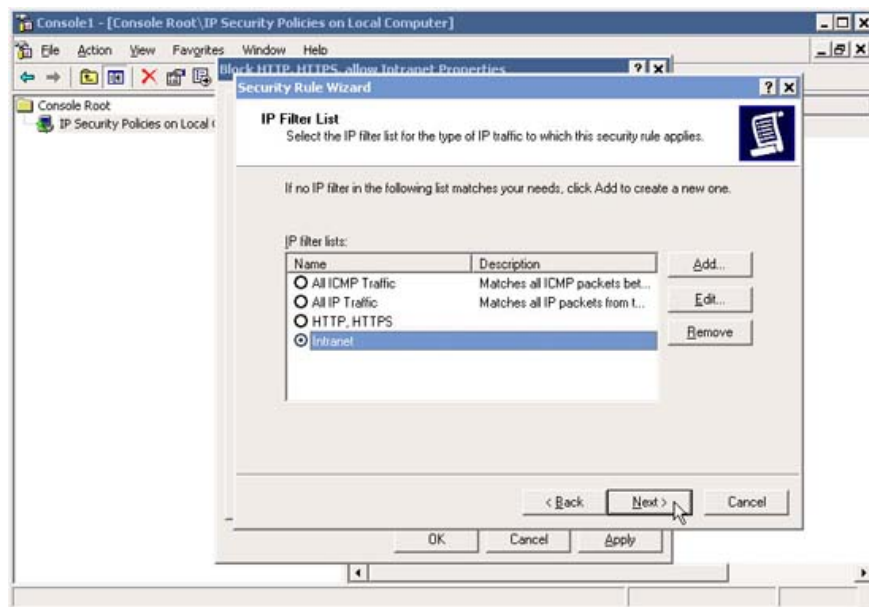 Console1 - [Console Root\IP Security Policies on Local Computer]
File Action View Favorites Window Help
Block HTTP, HTTPS, allow Intranet Properties
Security Rule Wizard
Console Root
IP Security Policies on Local
IP Filter List
Select the IP filter list for the type of IP traffic to which this security rule applies.
If no IP filter in the following list matches your needs, click Add to create a new one.
IP filter lists:
Name Description
All ICMP Traffic Matches all ICMP packets bet...
All IP Traffic Matches all IP packets from t...
HTTP, HTTPS
Intranet
Add...
Edit...
Remove
< Back Next > Cancel
OK Cancel Apply